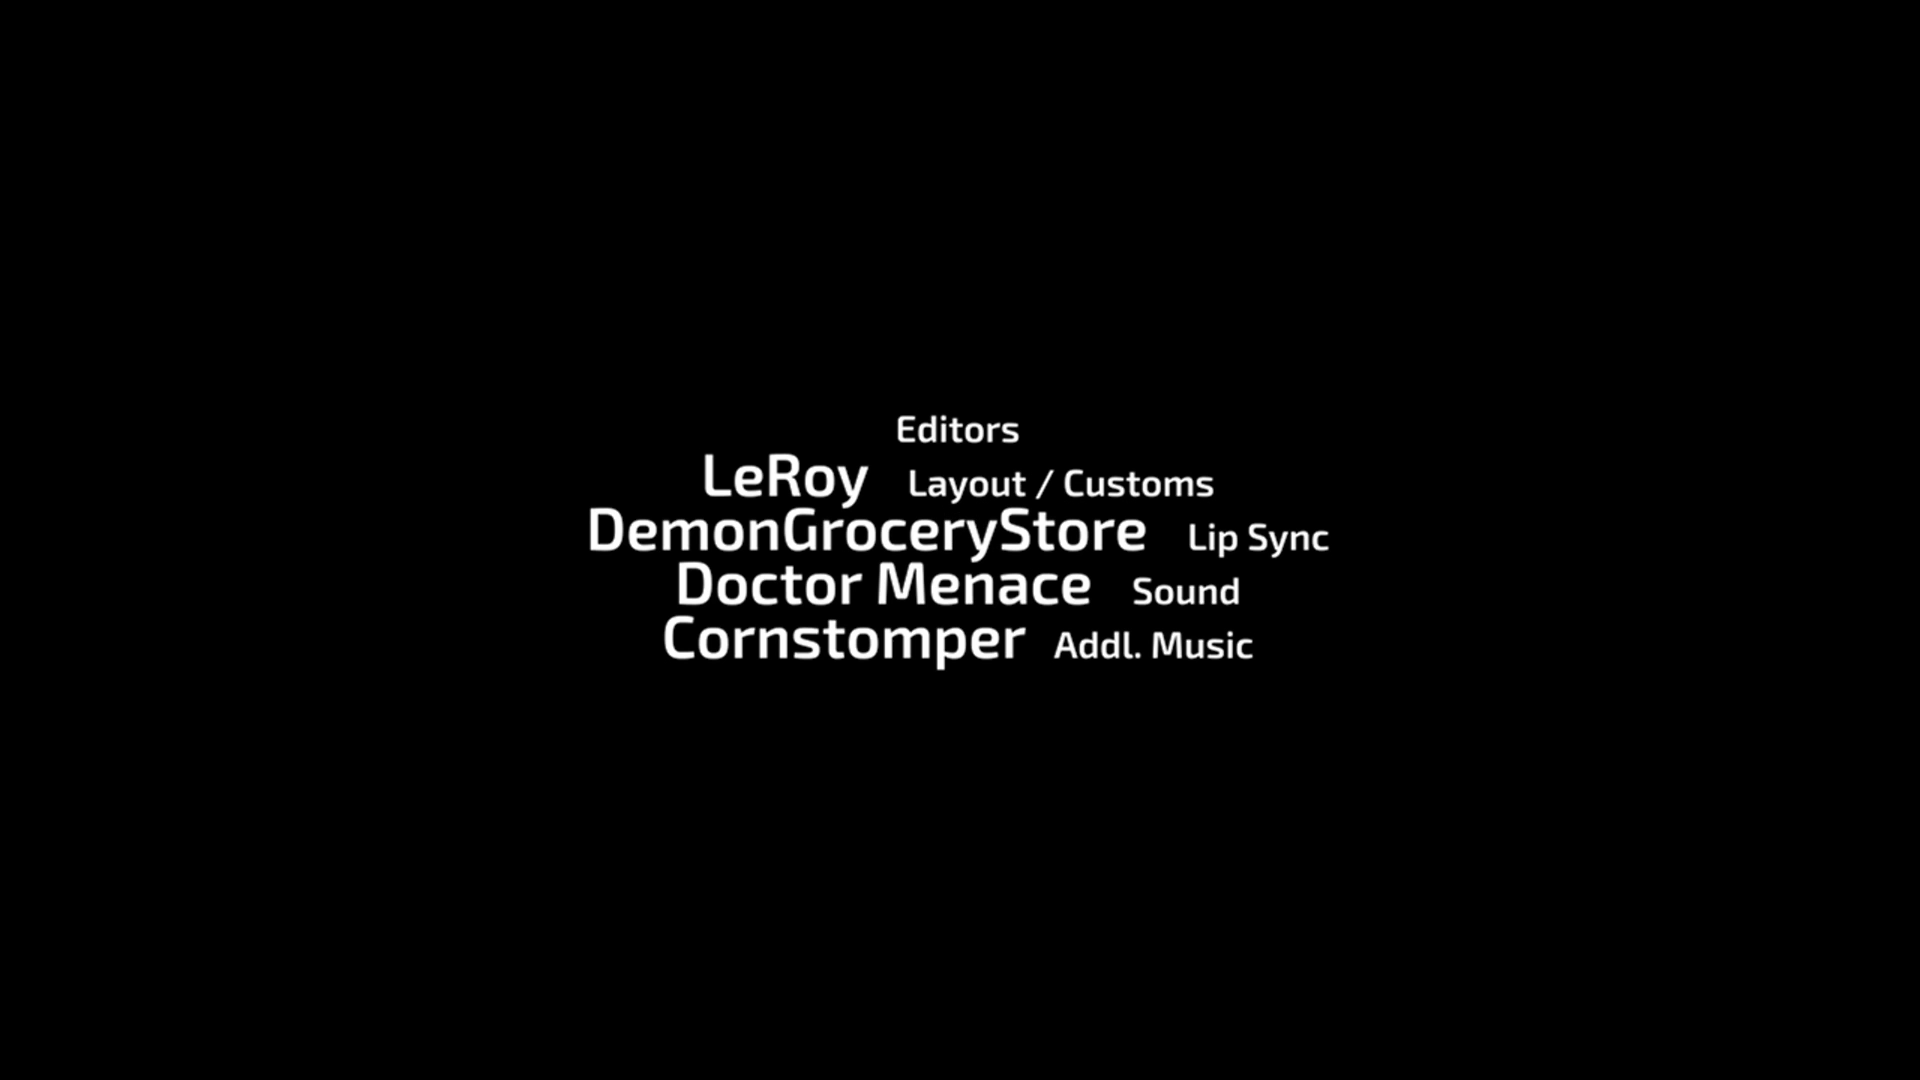 Editors
LeRoy Layout / Customs
DemonGroceryStore Lip Sync
Doctor Menace Sound
Cornstomper Addl. Music